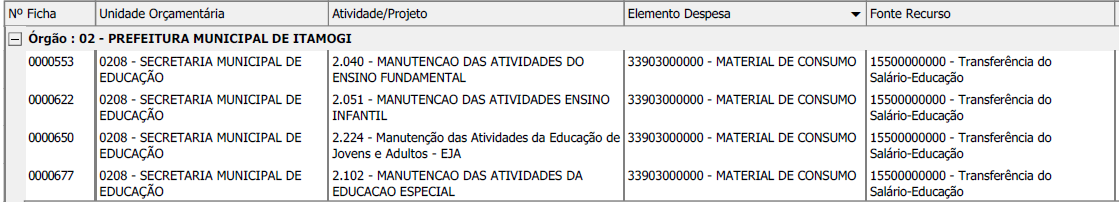 Nº Ficha Unidade Orçamentária Atividade/Projeto Elemento Despesa Fonte Recurso
Órgão : 02 - PREFEITURA MUNICIPAL DE ITAMOGI
0000553 0208 - SECRETARIA MUNICIPAL DE 2.040 - MANUTENCAO DAS ATIVIDADES DO 33903000000 - MATERIAL DE CONSUMO 15500000000 - Transferência do
EDUCAÇÃO ENSINO FUNDAMENTAL Salário-Educação
0000622 0208 - SECRETARIA MUNICIPAL DE 2.051 - MANUTENCAO DAS ATIVIDADES ENSINO 33903000000 - MATERIAL DE CONSUMO 15500000000 - Transferência do
EDUCAÇÃO INFANTIL Salário-Educação
0000650 0208 - SECRETARIA MUNICIPAL DE 2.224 - Manutenção das Atividades da Educação de 33903000000 - MATERIAL DE CONSUMO 15500000000 - Transferência do
EDUCAÇÃO Jovens e Adultos - EJA Salário-Educação
0000677 0208 - SECRETARIA MUNICIPAL DE 2.102 - MANUTENCAO DAS ATIVIDADES DA 33903000000 - MATERIAL DE CONSUMO 15500000000 - Transferência do
EDUCAÇÃO EDUCACAO ESPECIAL Salário-Educação